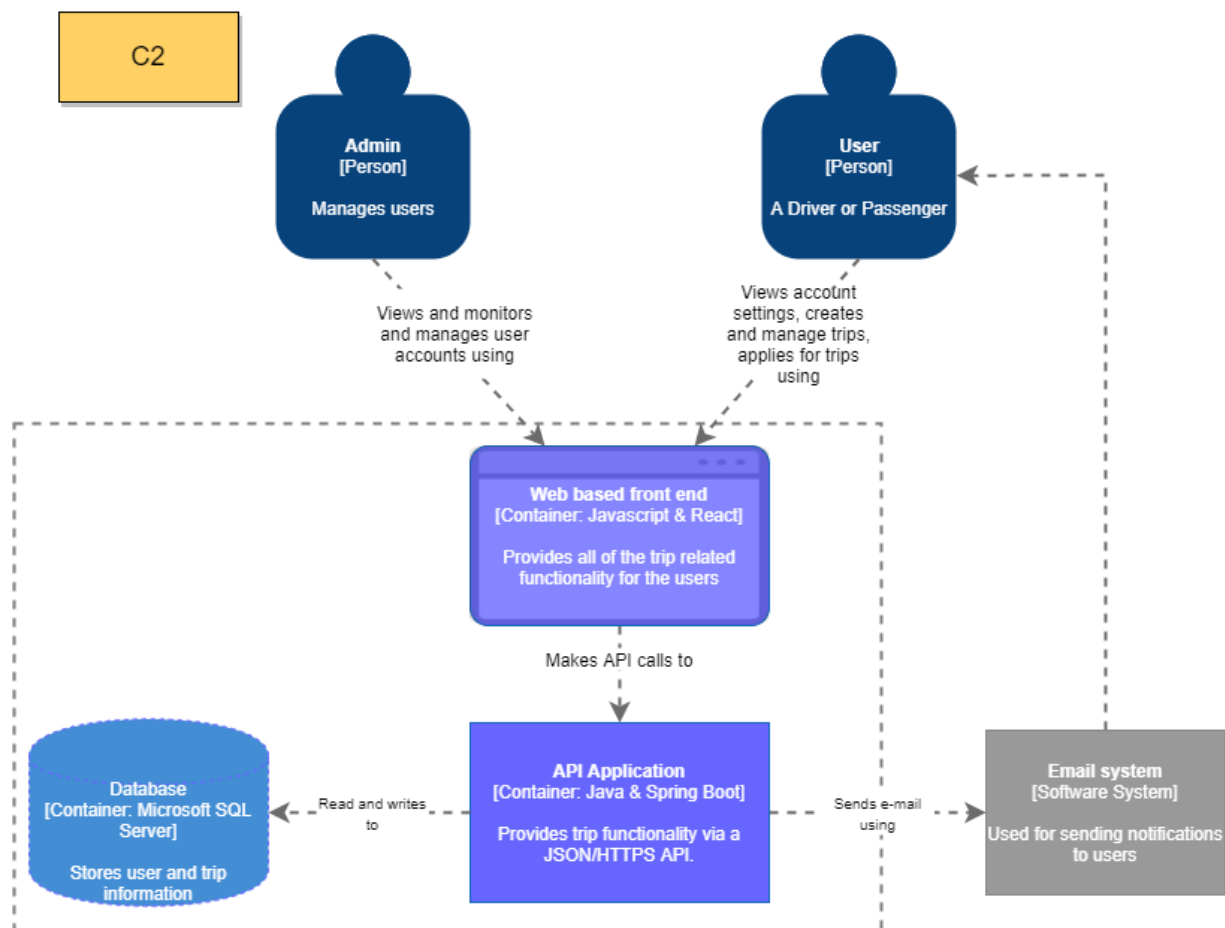 C2
Admin
[Person]
Manages users
User
[Person]
A Driver or Passenger
Views and monitors
and manages user
accounts using
Views account
settings, creates
and manage trips,
applies for trips
using
Web based front end
[Container: Javascript & React]
Provides all of the trip related
functionality for the users
Makes API calls to
Database
[Container: Microsoft SQL
Server]
Stores user and trip
information
Read and writes
to
API Application
[Container: Java & Spring Boot]
Provides trip functionality via a
JSON/HTTPS API.
Sends e-mail
using
Email system
[Software System]
Used for sending notifications
to users